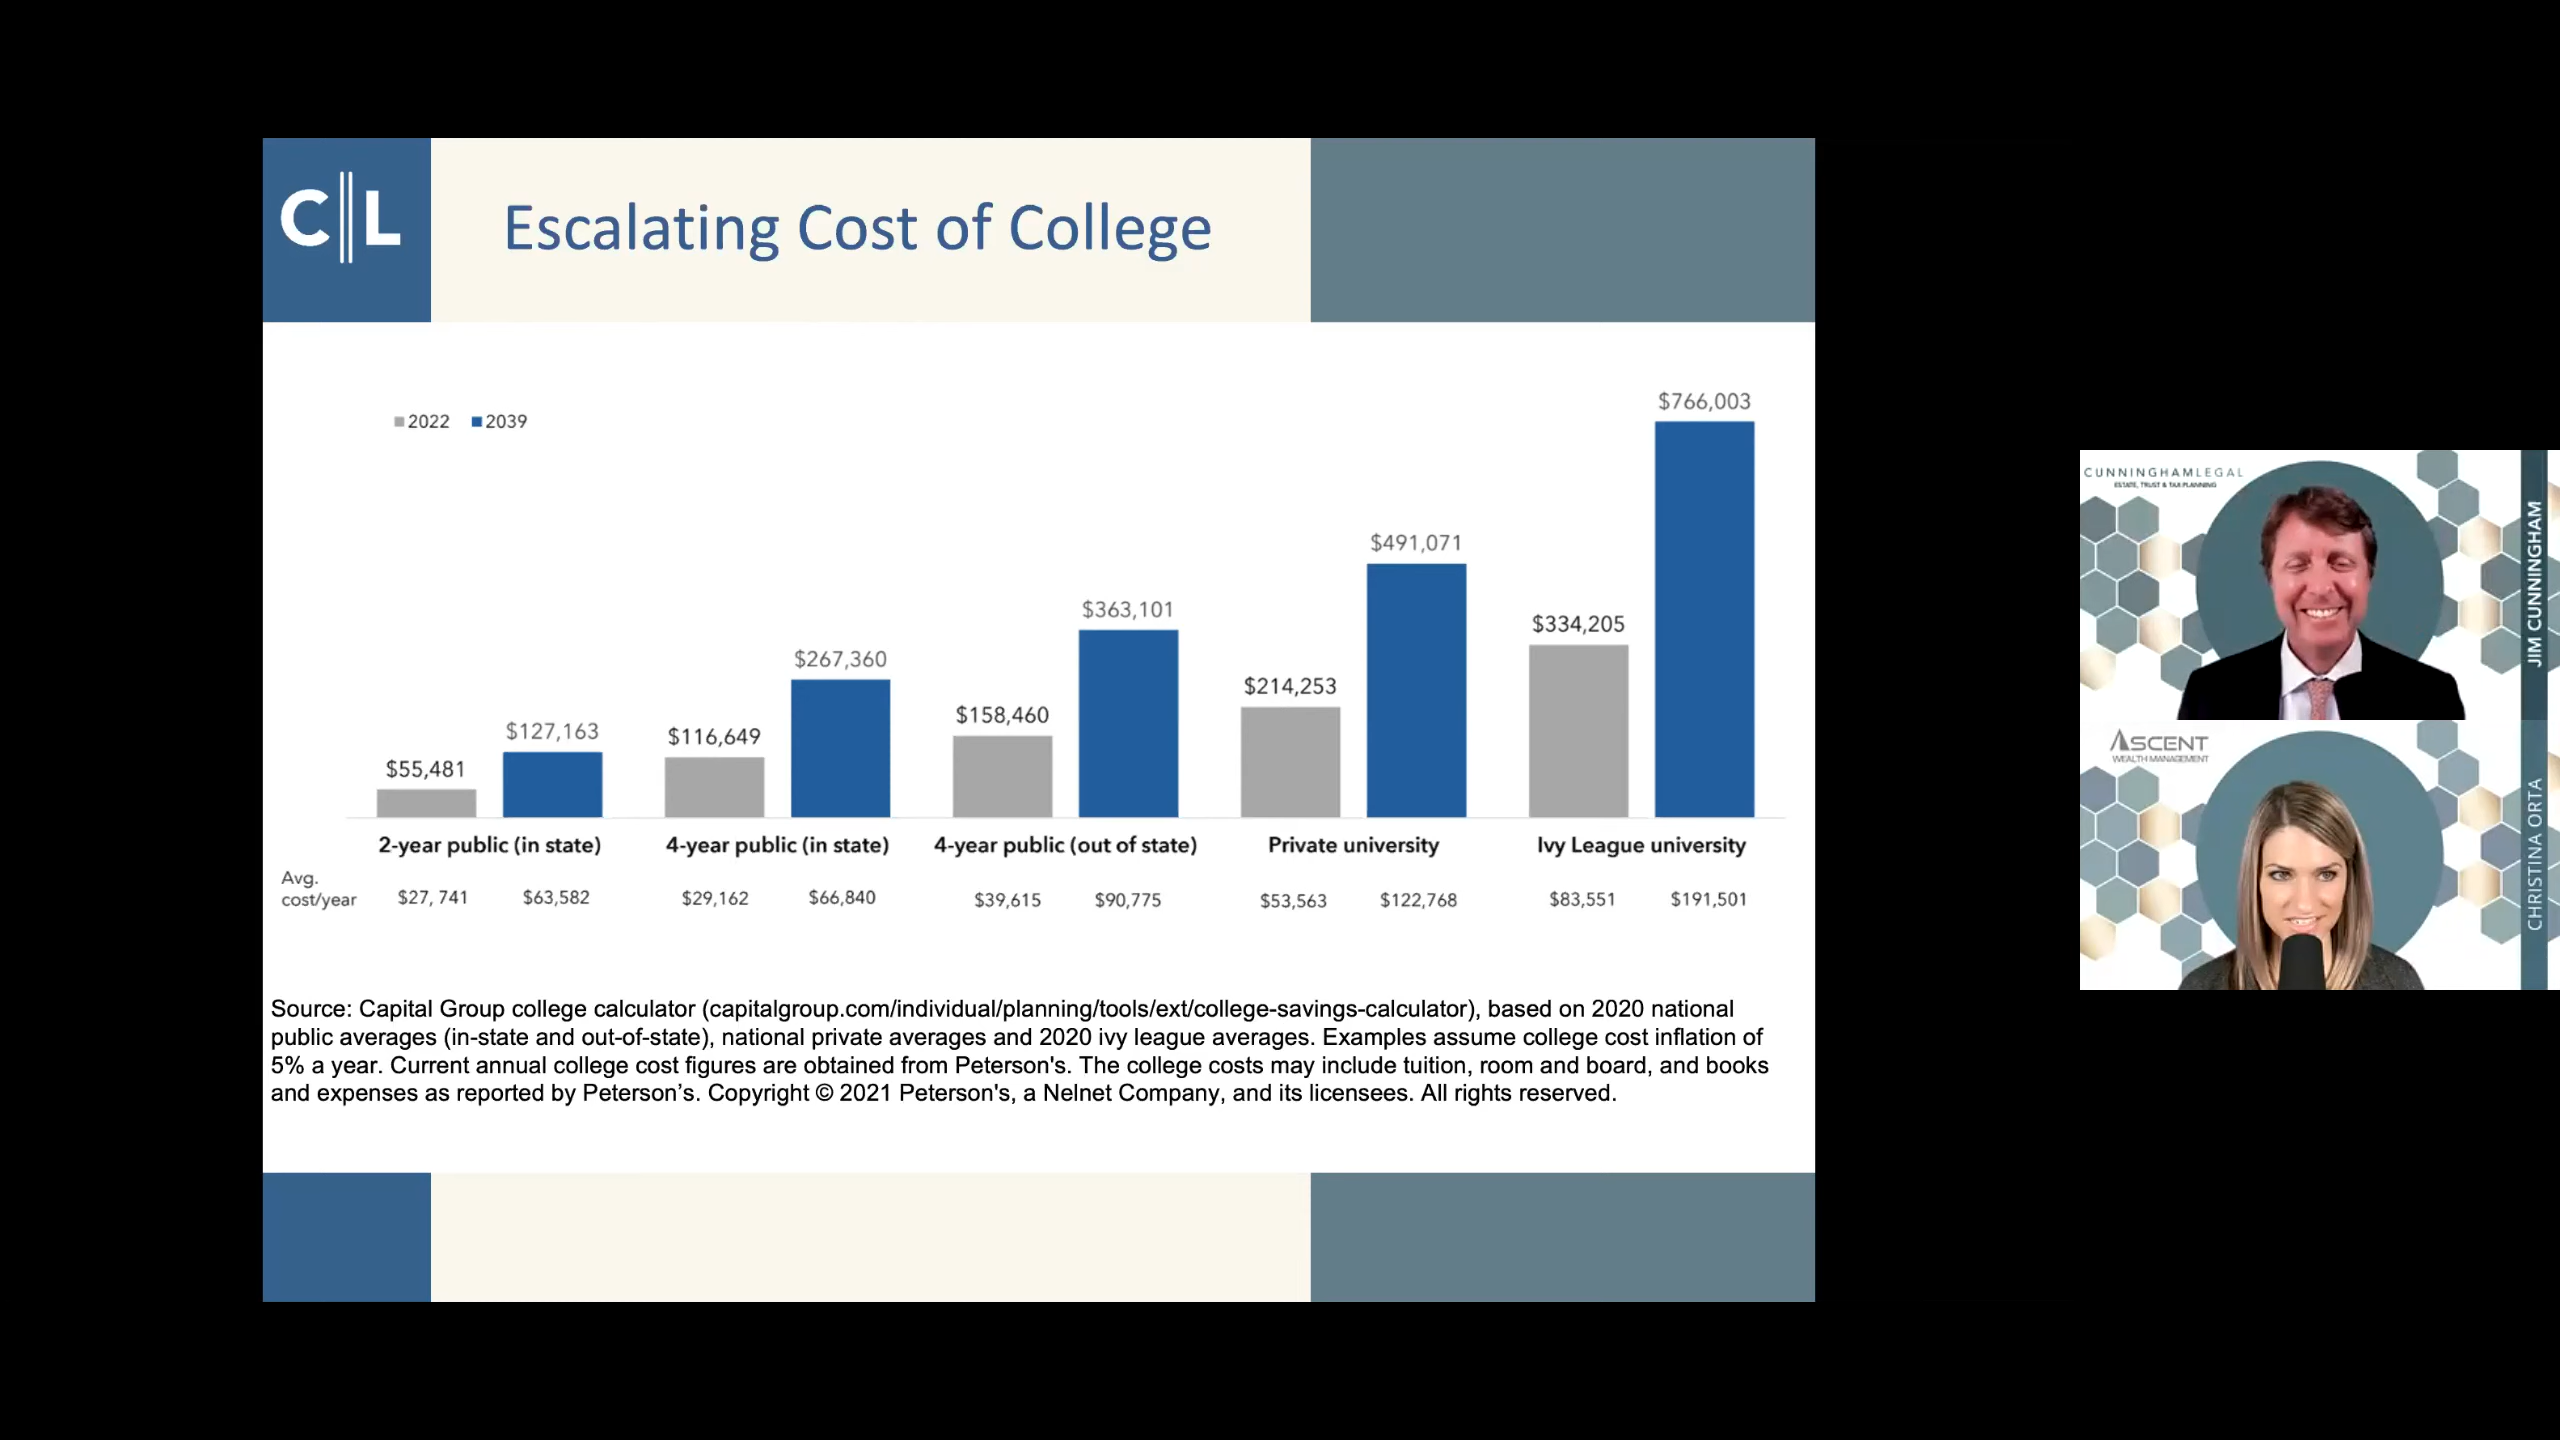 C L
Escalating Cost of College
2022 2039
$766,003
$491,071
$334,205
$363,101
$214,253
$267,360
$158,460
$127,163
$116,649
$55,481
2-year public (in state) 4-year public (in state) 4-year public (out of state) Private university Ivy League university
Avg.
cost/year
$27, 741 $63,582 $29,162 $66,840 $39,615 $90,775 $53,563 $122,768 $83,551 $191,501
Source: Capital Group college calculator (capitalgroup.com/individual/planning/tools/ext/college-savings-calculator), based on 2020 national
public averages (in-state and out-of-state), national private averages and 2020 ivy league averages. Examples assume college cost inflation of
5% a year. Current annual college cost figures are obtained from Peterson's. The college costs may include tuition, room and board, and books
and expenses as reported by Peterson’s. Copyright © 2021 Peterson's, a Nelnet Company, and its licensees. All rights reserved.
CUNNINGHAMLEGAL
ESTATE, TRUST & TAX PLANNING
JIM CUNNINGHAM
ASCENT
WEALTH MANAGEMENT
CHRISTINA ORTA